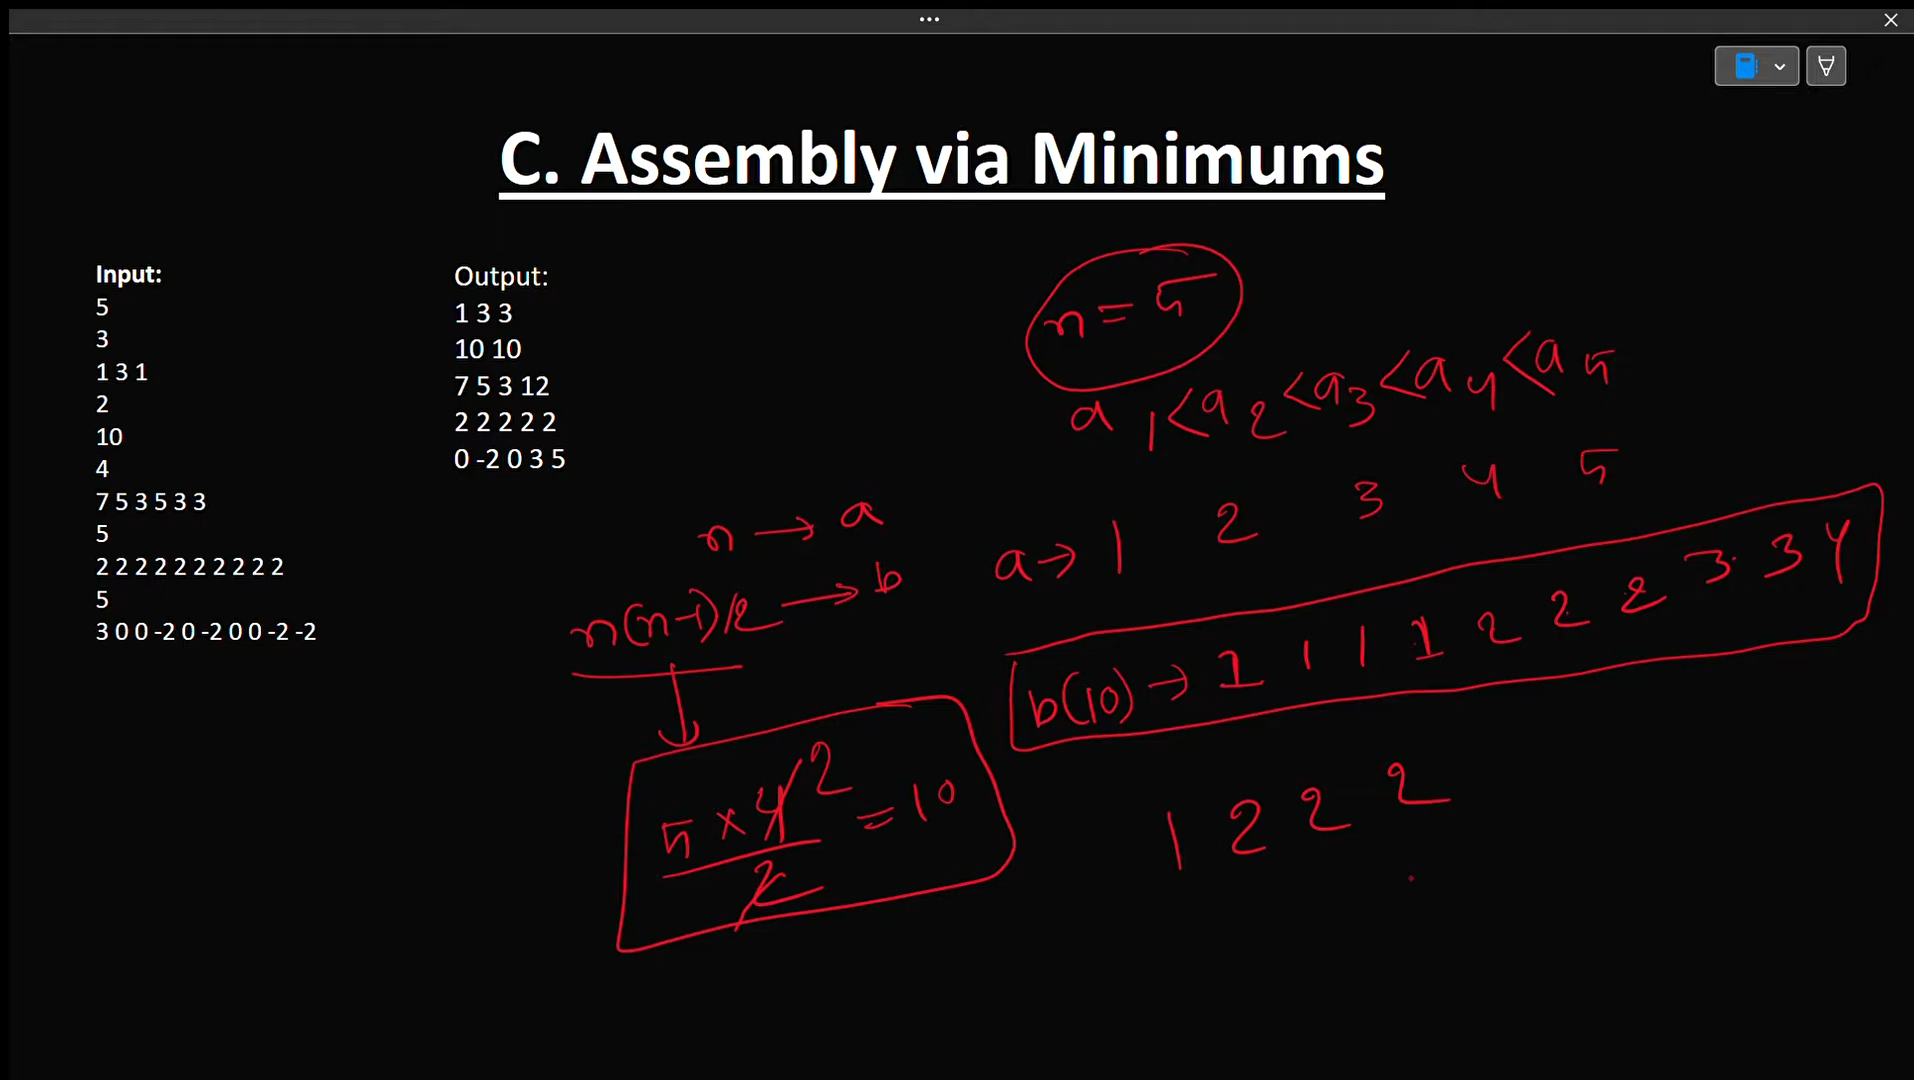 C. Assembly via Minimums
Input:
5
3
1 3 1
2
10
4
7 5 3 5 3 3
5
2 2 2 2 2 2 2 2 2 2
5
3 0 0 -2 0 -2 0 0 -2 -2
Output:
1 3 3
10 10
7 5 3 12
2 2 2 2 2
0 -2 0 3 5
n = 5
a1 < a2 < a3 < a4 < a5
n → a
a → 1 2 3 4 5
n(n-1)/2 → b
b(10) → 1 1 1 1 2 2 2 3 3 4
5 × 4 2 / 2 = 10
1 2 2 2